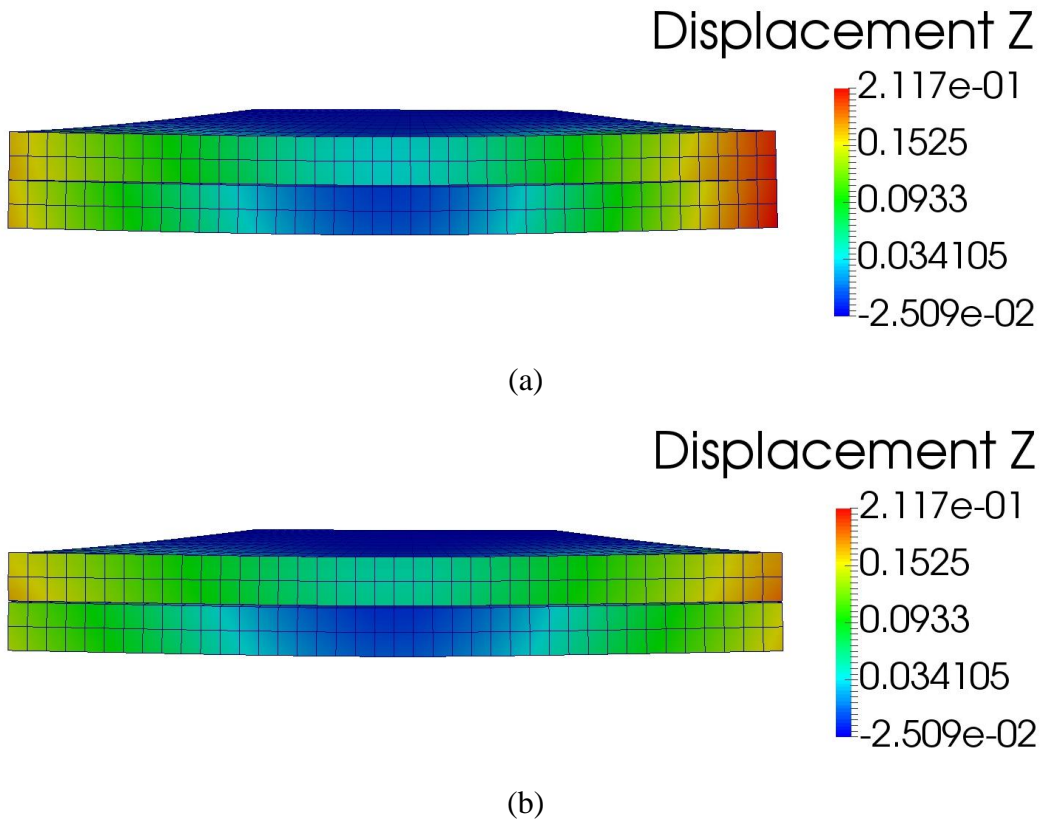 Displacement Z
2.117e-01
0.1525
0.0933
0.034105
-2.509e-02
(a)
Displacement Z
2.117e-01
0.1525
0.0933
0.034105
-2.509e-02
(b)